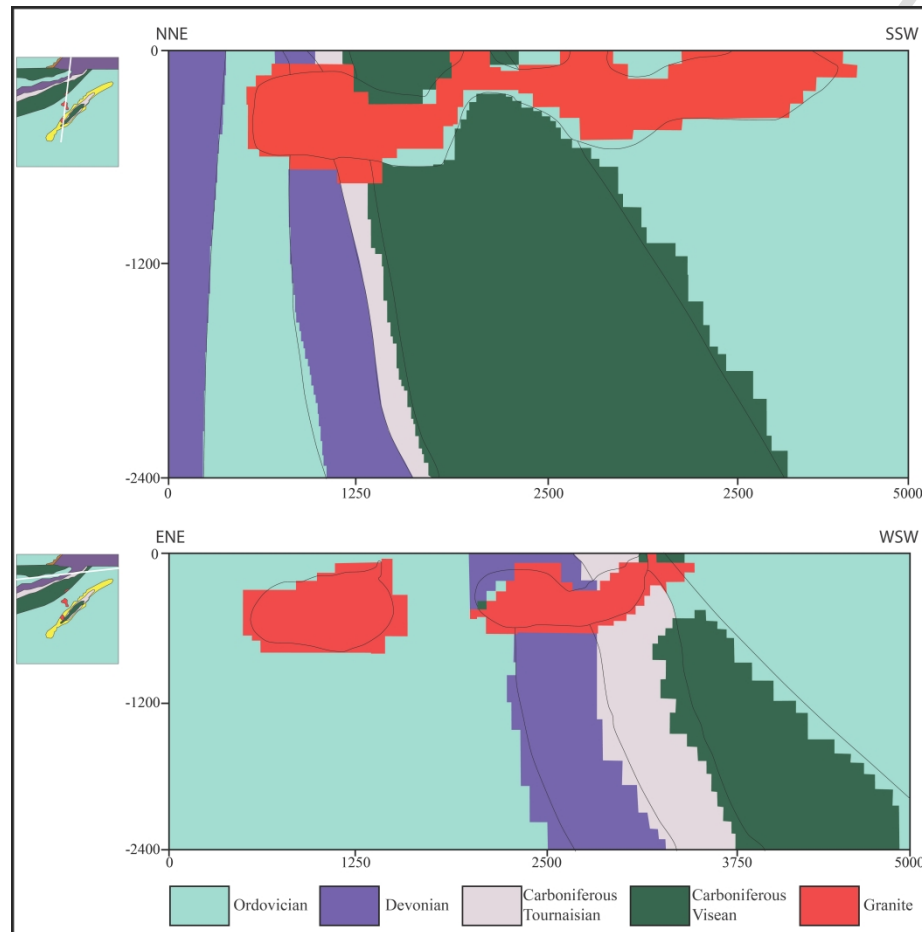 NNE SSW
0
-1200
-2400
0 1250 2500 2500 5000
ENE WSW
0
-1200
-2400
0 1250 2500 3750 5000
Ordovician Devonian Carboniferous Tournaisian Carboniferous Visean Granite